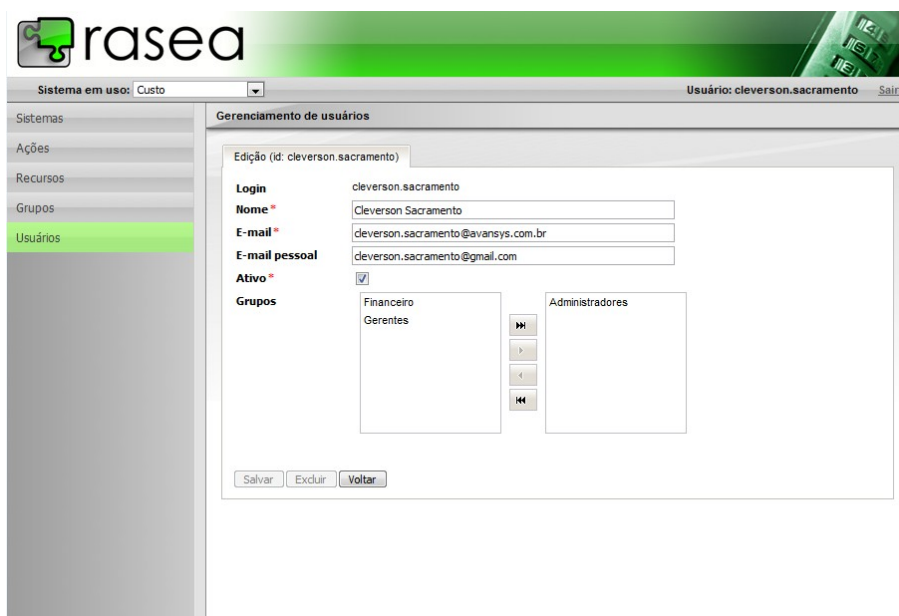 rasea
Sistema em uso: Custo
Usuário: cleverson.sacramento Sair
Sistemas
Ações
Recursos
Grupos
Usuários
Gerenciamento de usuários
Edição (id: cleverson.sacramento)
Login cleverson.sacramento
Nome * Cleverson Sacramento
E-mail * cleverson.sacramento@avansys.com.br
E-mail pessoal cleverson.sacramento@gmail.com
Ativo *
Grupos
Financeiro
Gerentes
Administradores
Salvar Excluir Voltar